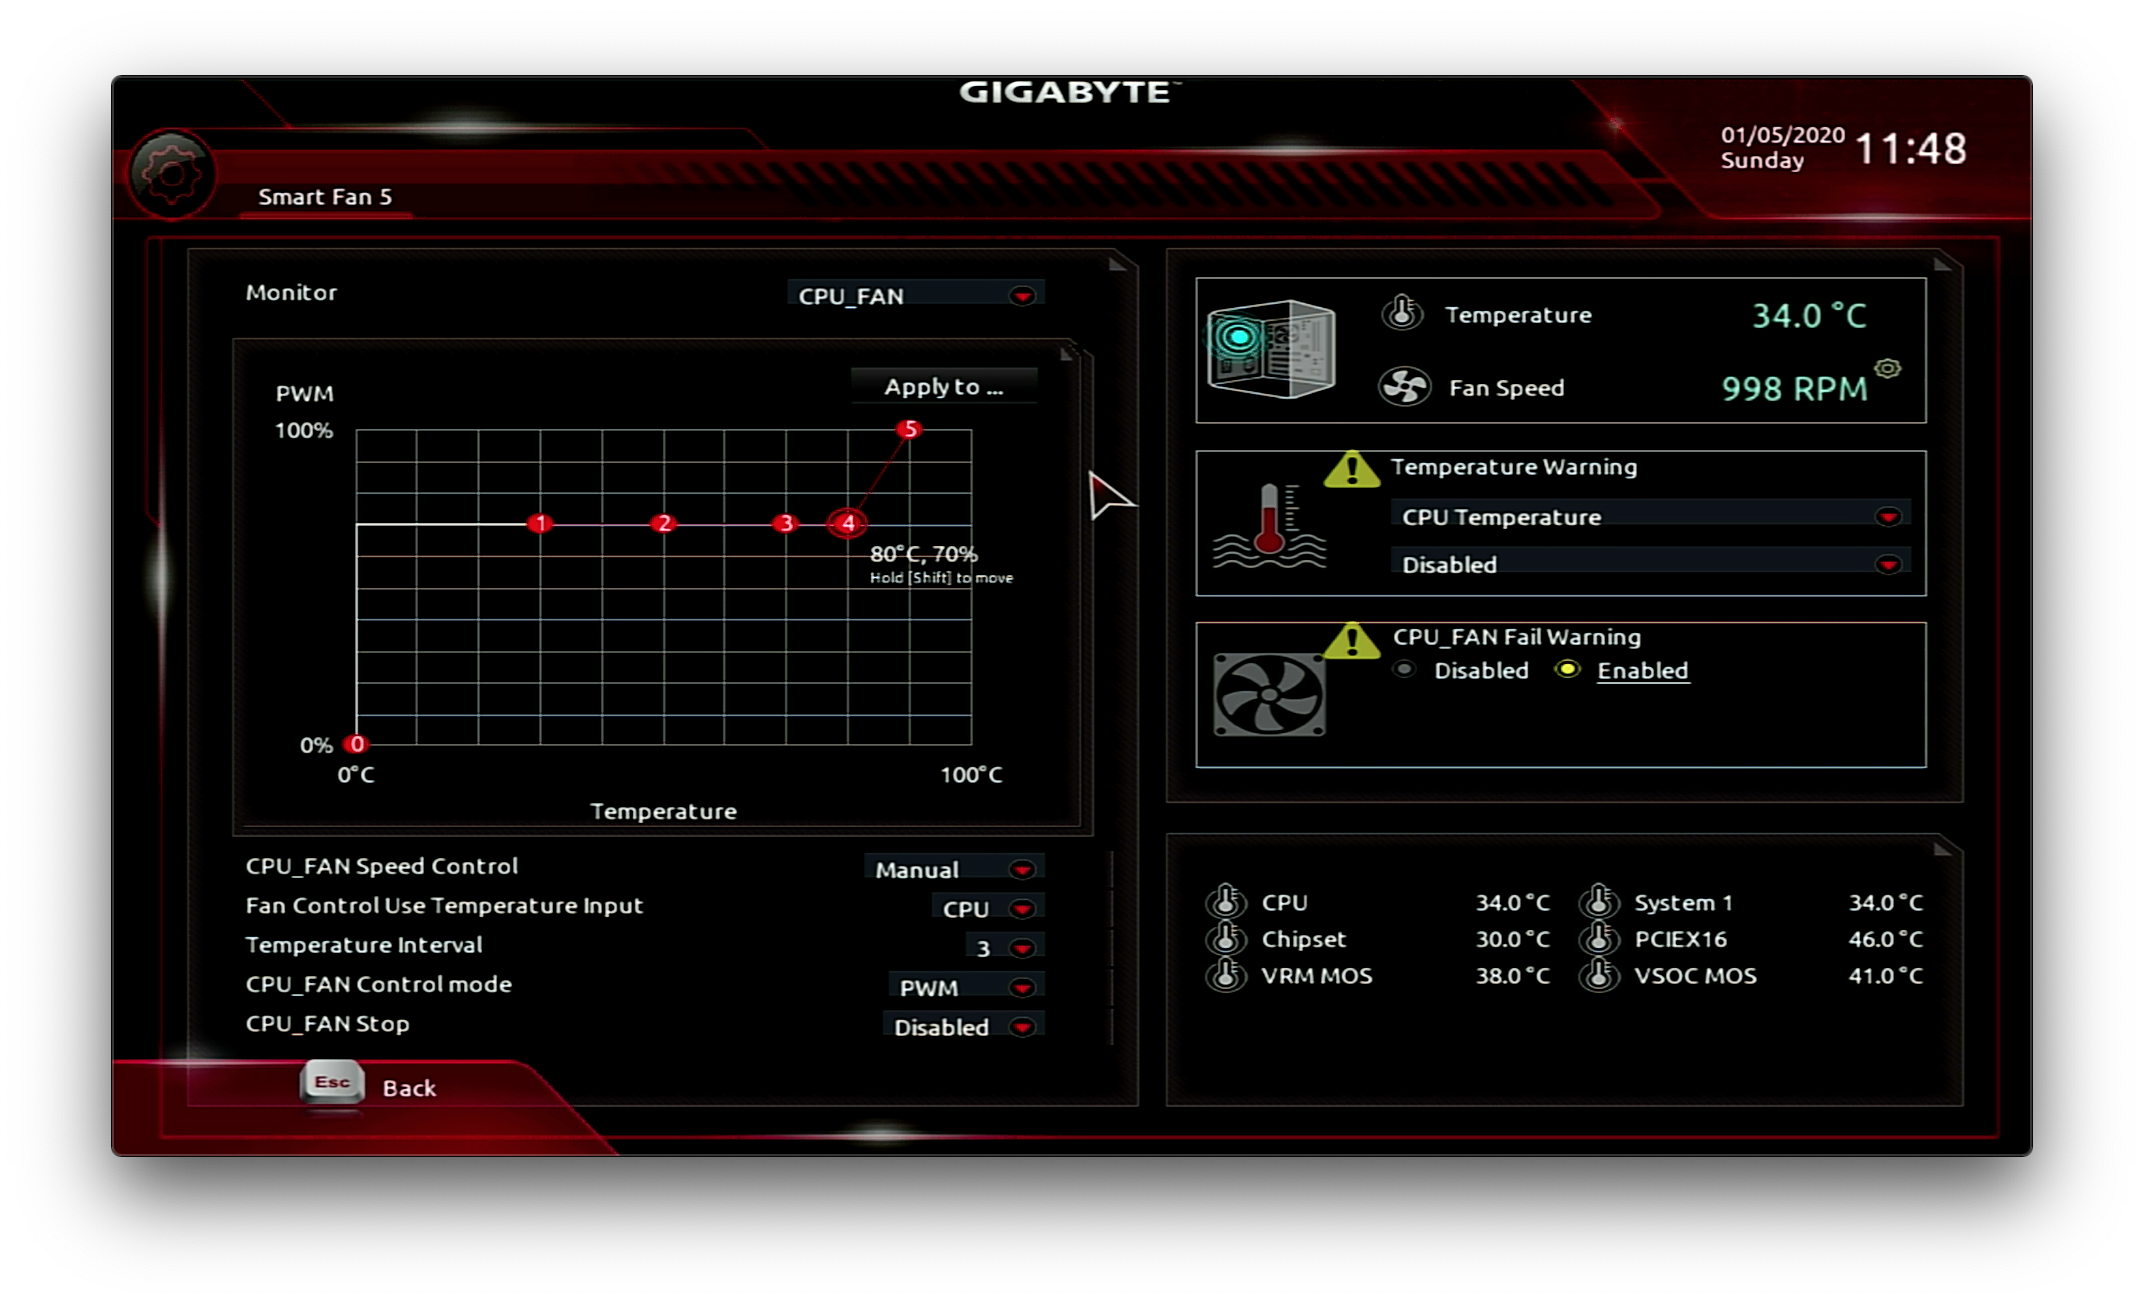 GIGABYTE™
01/05/2020
Sunday
11:48
Smart Fan 5
Monitor
CPU_FAN
PWM
Apply to ...
100%
5
1
2
3
4
80°C, 70%
Hold [Shift] to move
0%
0
0°C
100°C
Temperature
CPU_FAN Speed Control
Manual
Fan Control Use Temperature Input
CPU
Temperature Interval
3
CPU_FAN Control mode
PWM
CPU_FAN Stop
Disabled
Esc
Back
Temperature
34.0 °C
Fan Speed
998 RPM
Temperature Warning
CPU Temperature
Disabled
CPU_FAN Fail Warning
Disabled
Enabled
CPU 34.0 °C System 1 34.0 °C
Chipset 30.0 °C PCIEX16 46.0 °C
VRM MOS 38.0 °C VSOC MOS 41.0 °C